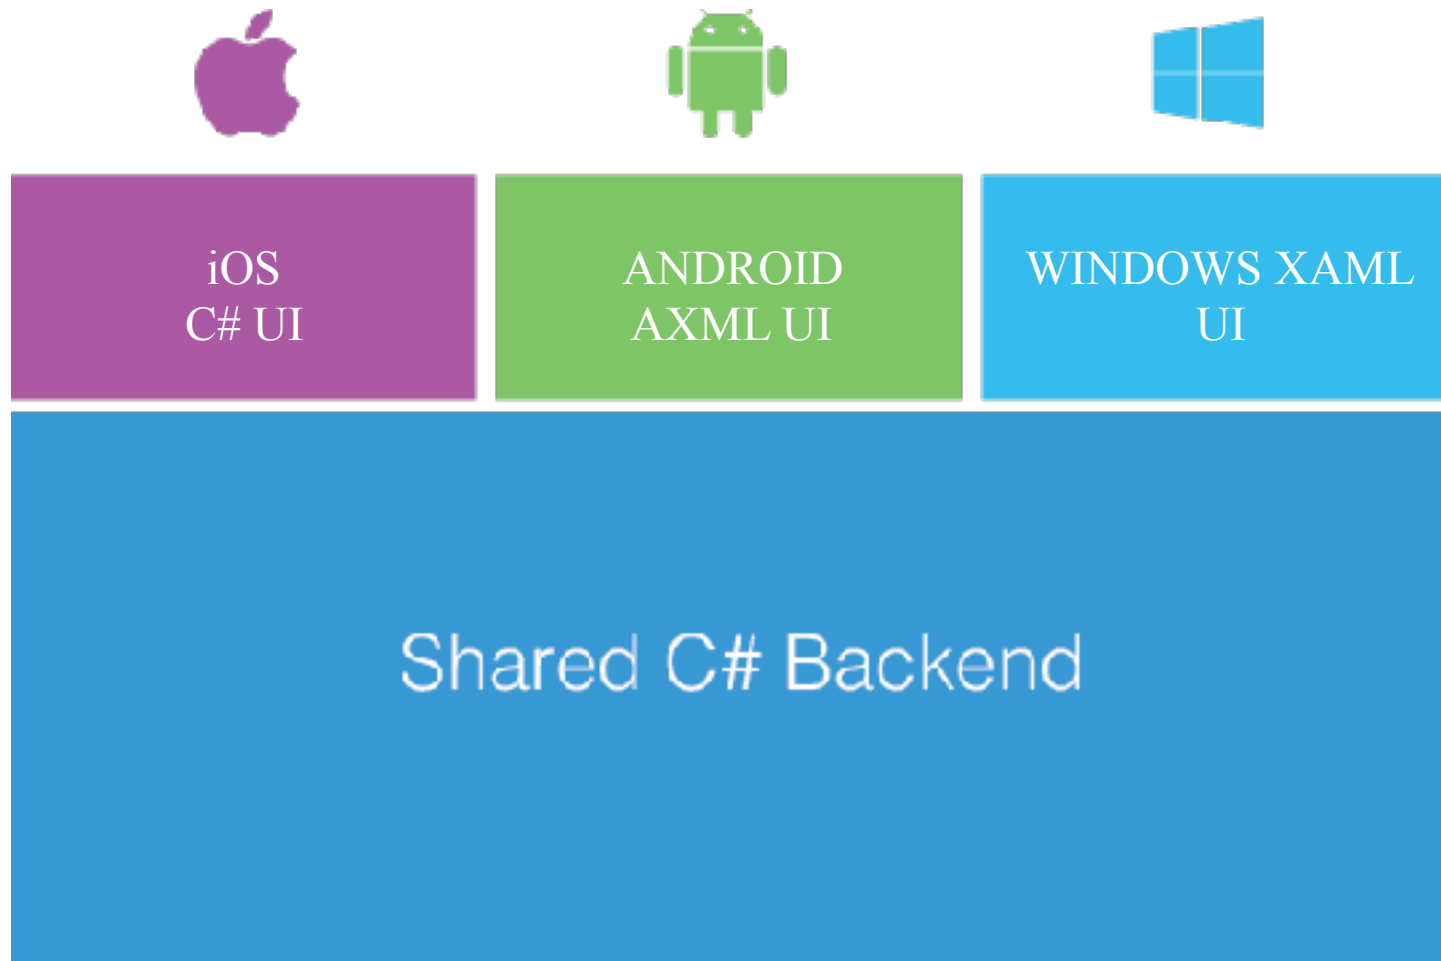 iOS
C# UI
ANDROID
AXML UI
WINDOWS XAML
UI
Shared C# Backend